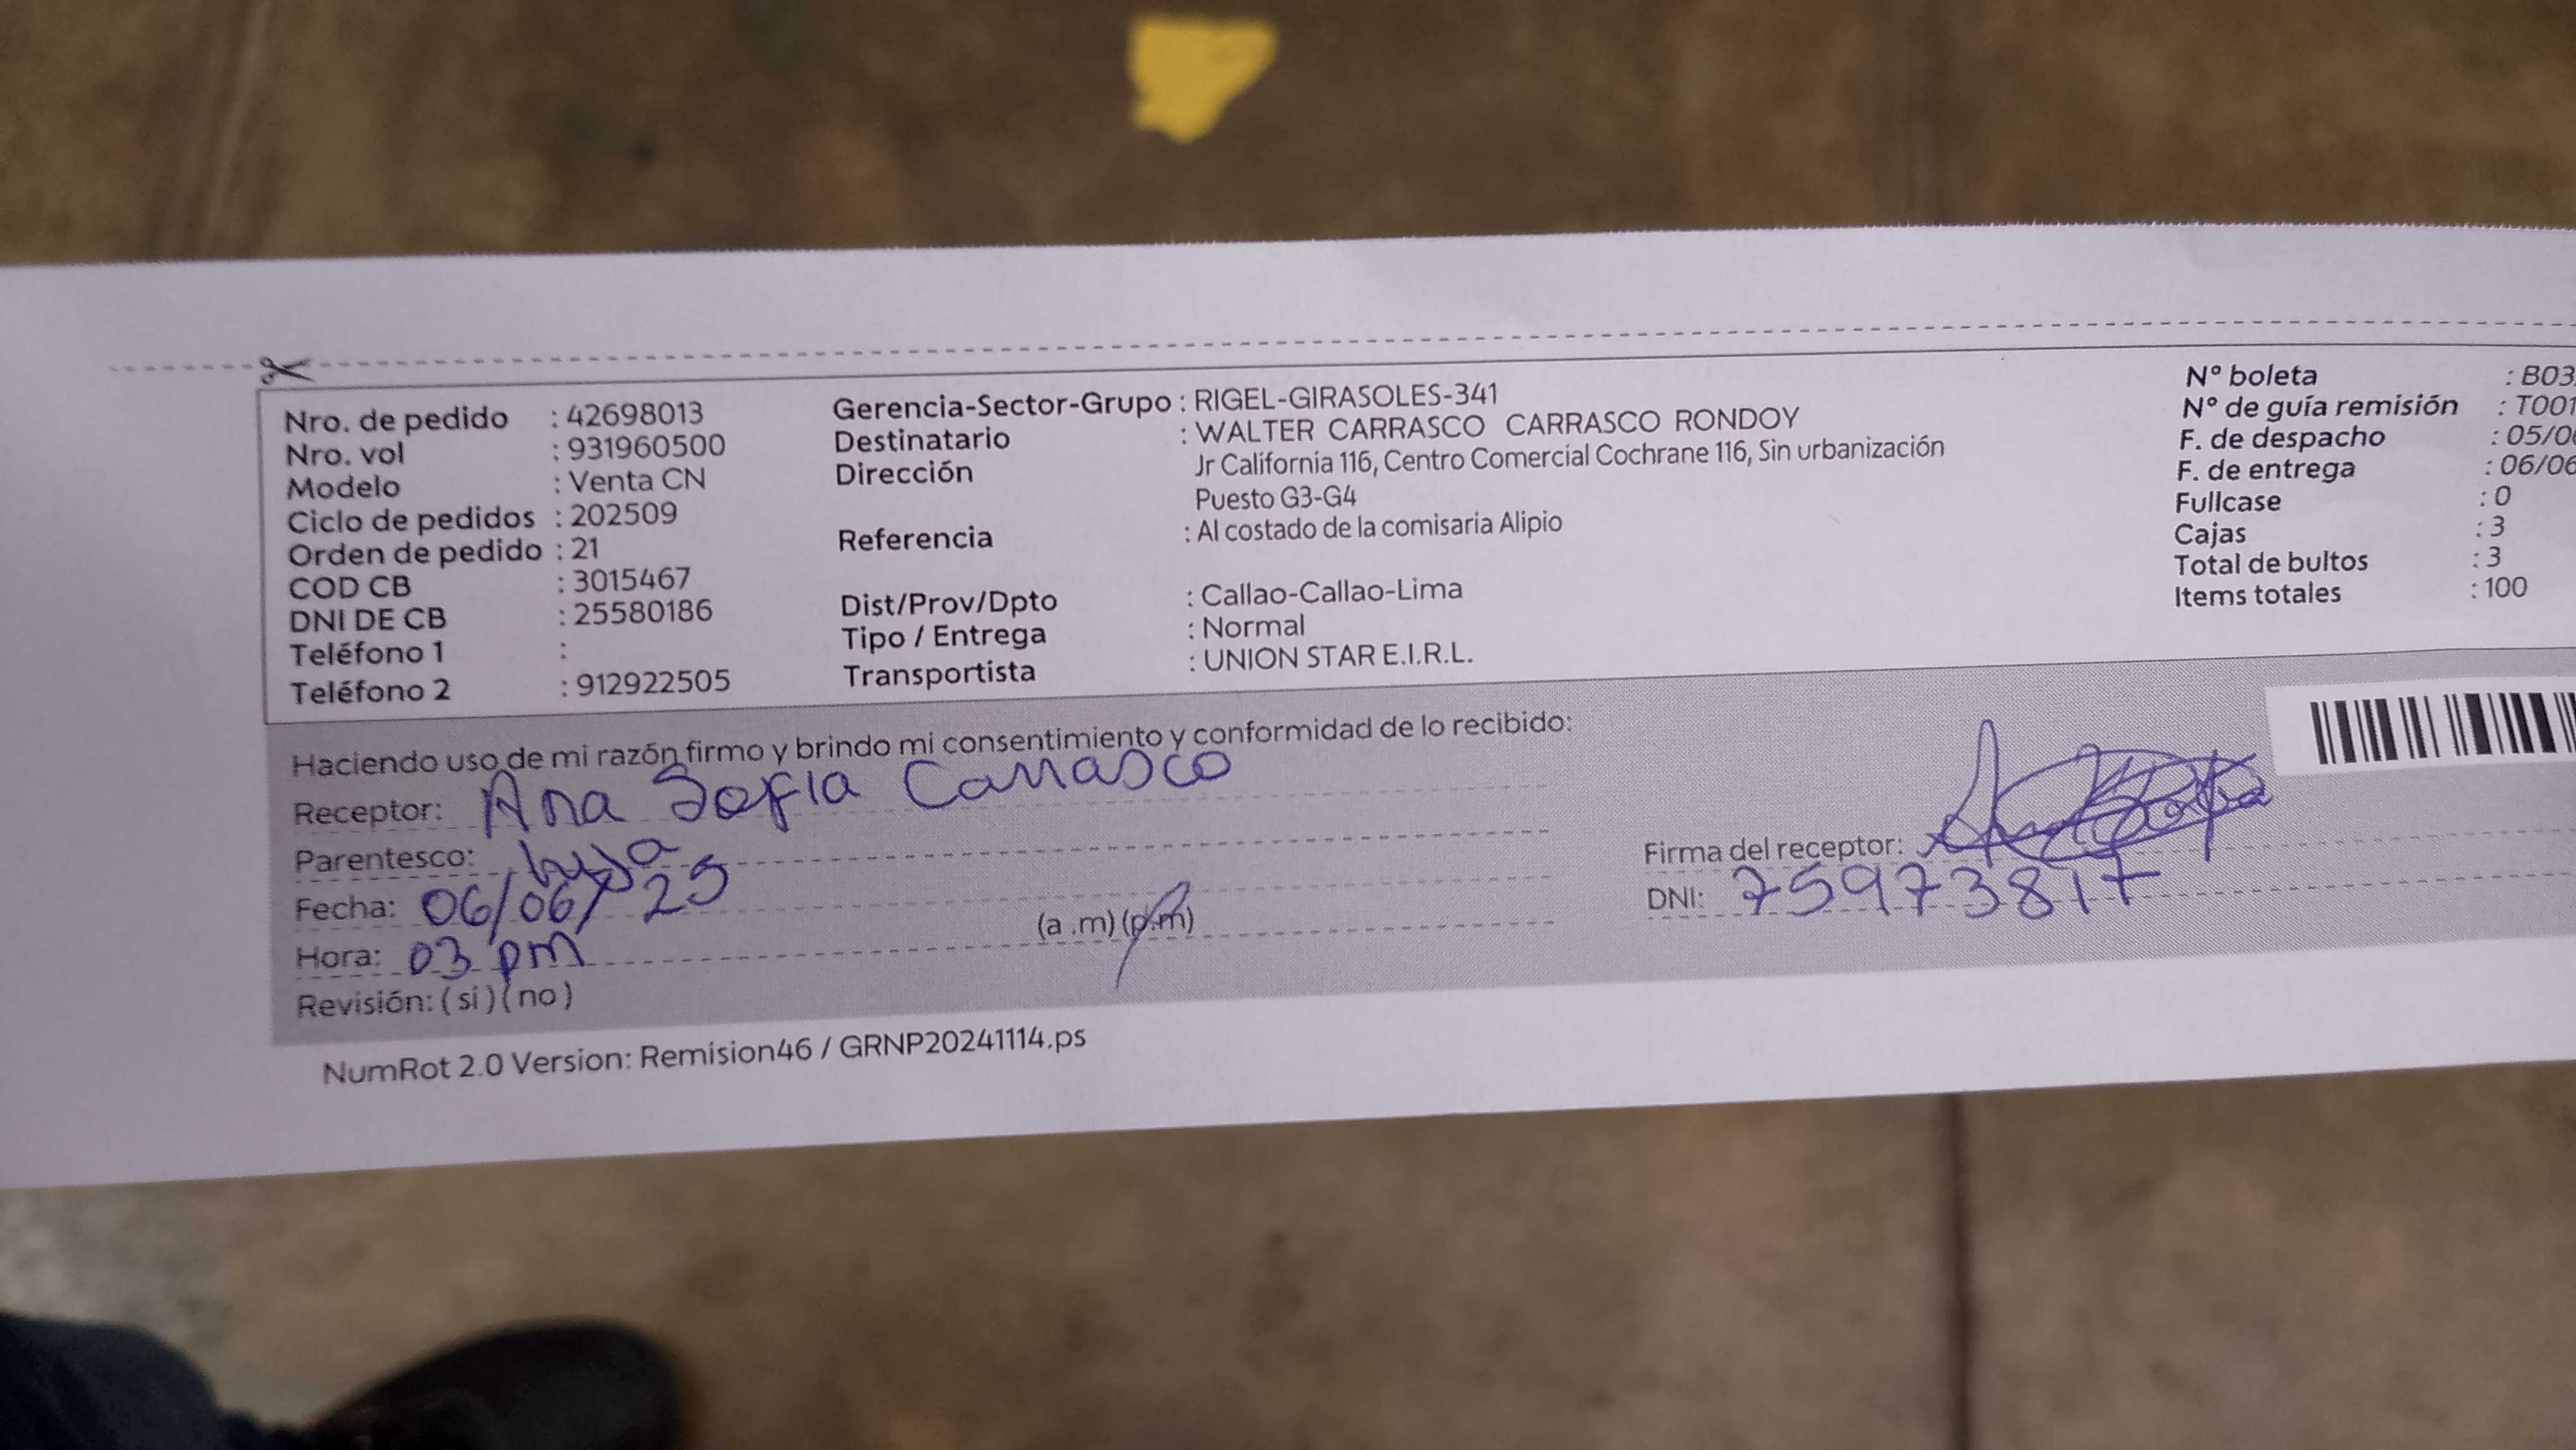 Nro. de pedido : 42698013
Nro. vol : 931960500
Modelo : Venta CN
Ciclo de pedidos : 202509
Orden de pedido : 21
COD CB : 3015467
DNI DE CB : 25580186
Teléfono 1 :
Teléfono 2 : 912922505
Gerencia-Sector-Grupo : RIGEL-GIRASOLES-341
Destinatario : WALTER CARRASCO CARRASCO RONDOY
Dirección Jr California 116, Centro Comercial Cochrane 116, Sin urbanización
Puesto G3-G4
Referencia : Al costado de la comisaria Alipio
Dist/Prov/Dpto : Callao-Callao-Lima
Tipo / Entrega : Normal
Transportista : UNION STAR E.I.R.L.
N° boleta : B03
N° de guía remisión : T001
F. de despacho : 05/0
F. de entrega : 06/06
Fullcase : 0
Cajas : 3
Total de bultos : 3
Items totales : 100
Haciendo uso de mi razón firmo y brindo mi consentimiento y conformidad de lo recibido:
Receptor: Ana Sofia Carrasco
Parentesco: hija
Fecha: 06/06/25
Hora: 03 pm (a .m) (p.m)
Revisión: ( si ) ( no )
Firma del receptor:
DNI: 75973817
NumRot 2.0 Version: Remision46 / GRNP20241114.ps